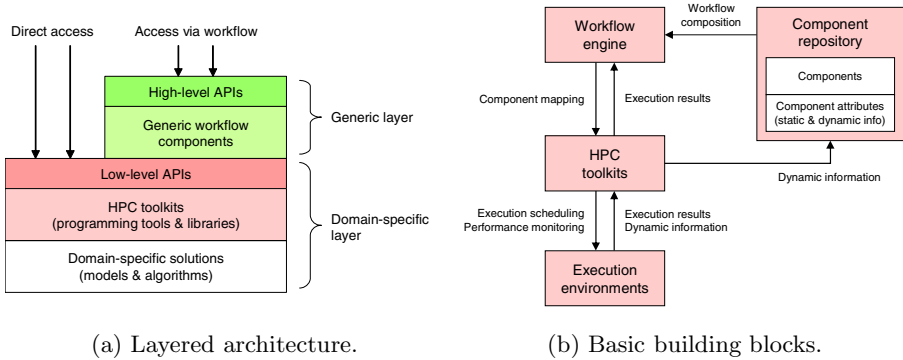 Direct access
Access via workflow
High-level APIs
Generic workflow
components
Generic layer
Low-level APIs
HPC toolkits
(programming tools & libraries)
Domain-specific solutions
(models & algorithms)
Domain-specific
layer
(a) Layered architecture.
Workflow
engine
Workflow
composition
Component
repository
Components
Component attributes
(static & dynamic info)
Component mapping
Execution results
HPC
toolkits
Dynamic information
Execution scheduling
Performance monitoring
Execution results
Dynamic information
Execution
environments
(b) Basic building blocks.